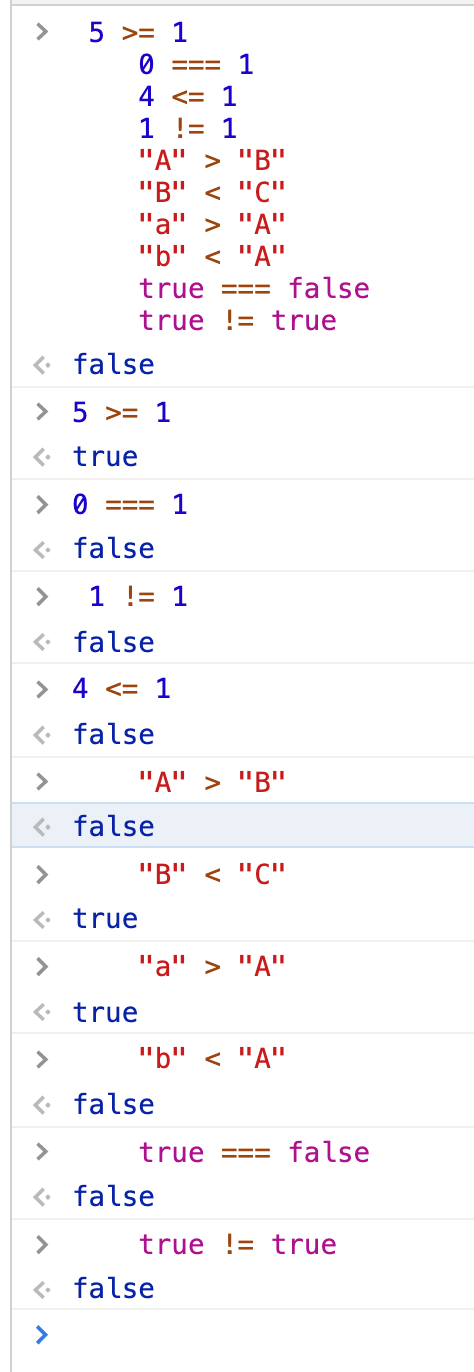 5 >= 1
0 === 1
4 <= 1
1 != 1
"A" > "B"
"B" < "C"
"a" > "A"
"b" < "A"
true === false
true != true
false
5 >= 1
true
0 === 1
false
1 != 1
false
4 <= 1
false
"A" > "B"
false
"B" < "C"
true
"a" > "A"
true
"b" < "A"
false
true === false
false
true != true
false